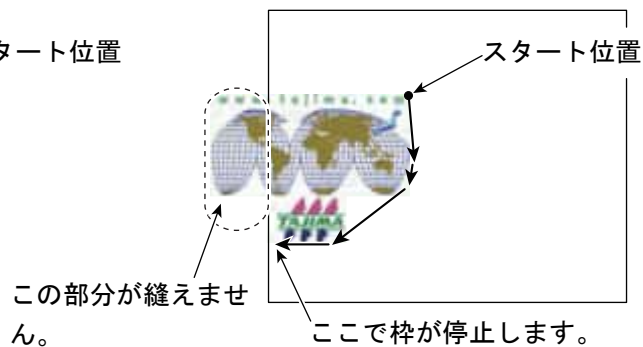 タート位置
スタート位置
www.tajima.com
TAJIMA
この部分が縫えませ
ん。
ここで枠が停止します。